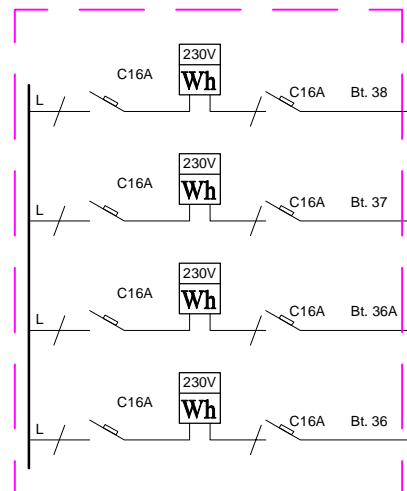 230V
C16A
Wh
L
C16A Bt. 38
230V
C16A
Wh
L
C16A Bt. 37
230V
C16A
Wh
L
C16A Bt. 36A
230V
C16A
Wh
L
C16A Bt. 36